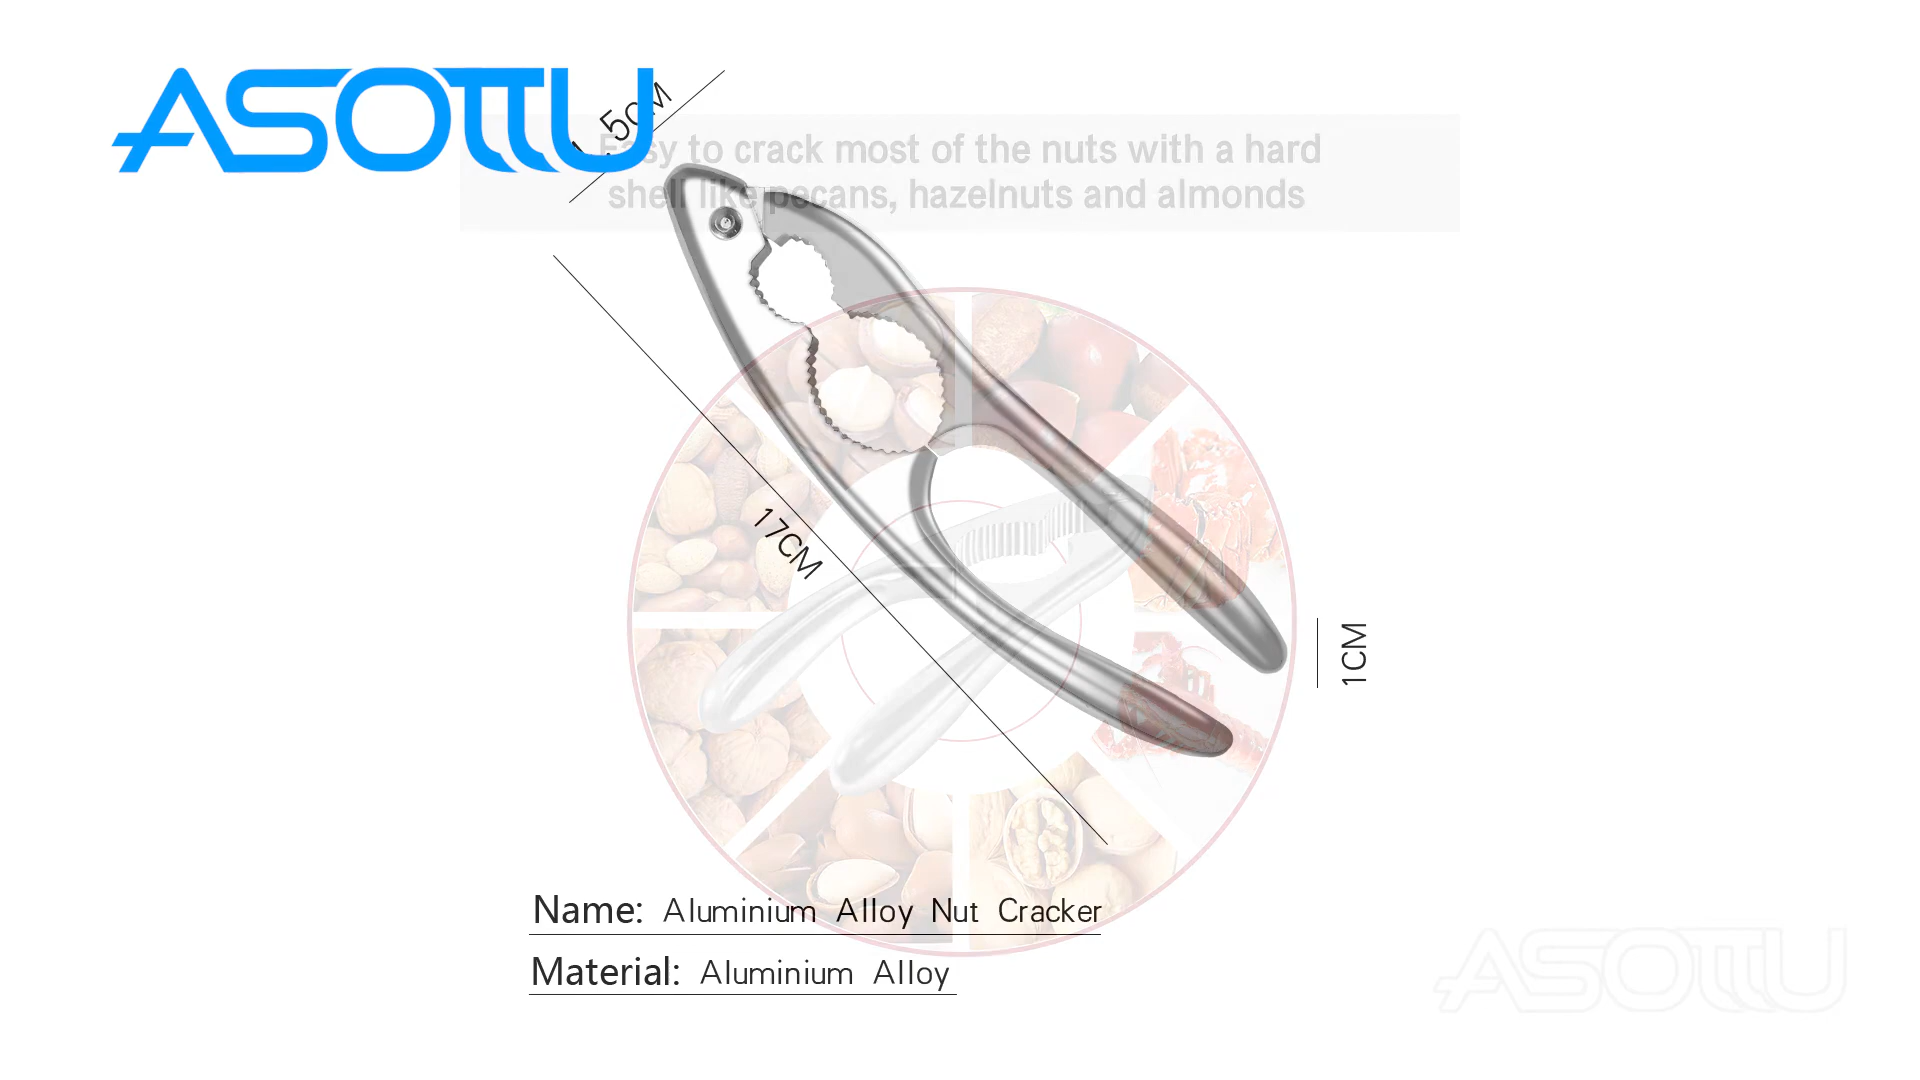 ASOTTU
5CM
Easy to crack most of the nuts with a hard
shell like pecans, hazelnuts and almonds
17CM
1CM
Name: Aluminium Alloy Nut Cracker
Material: Aluminium Alloy
ASOTTU